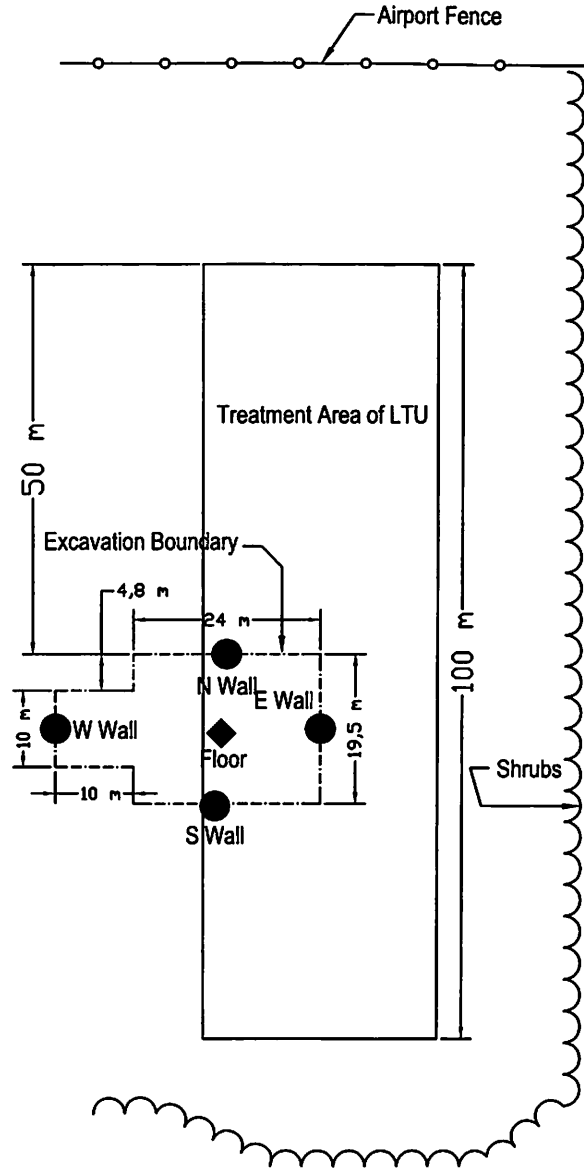 Airport Fence
Treatment Area of LTU
50 m
Excavation Boundary
4,8 m
24 m
N Wall
E Wall
100 m
10 m
W Wall
Floor
19,5 m
Shrubs
10 m
S Wall